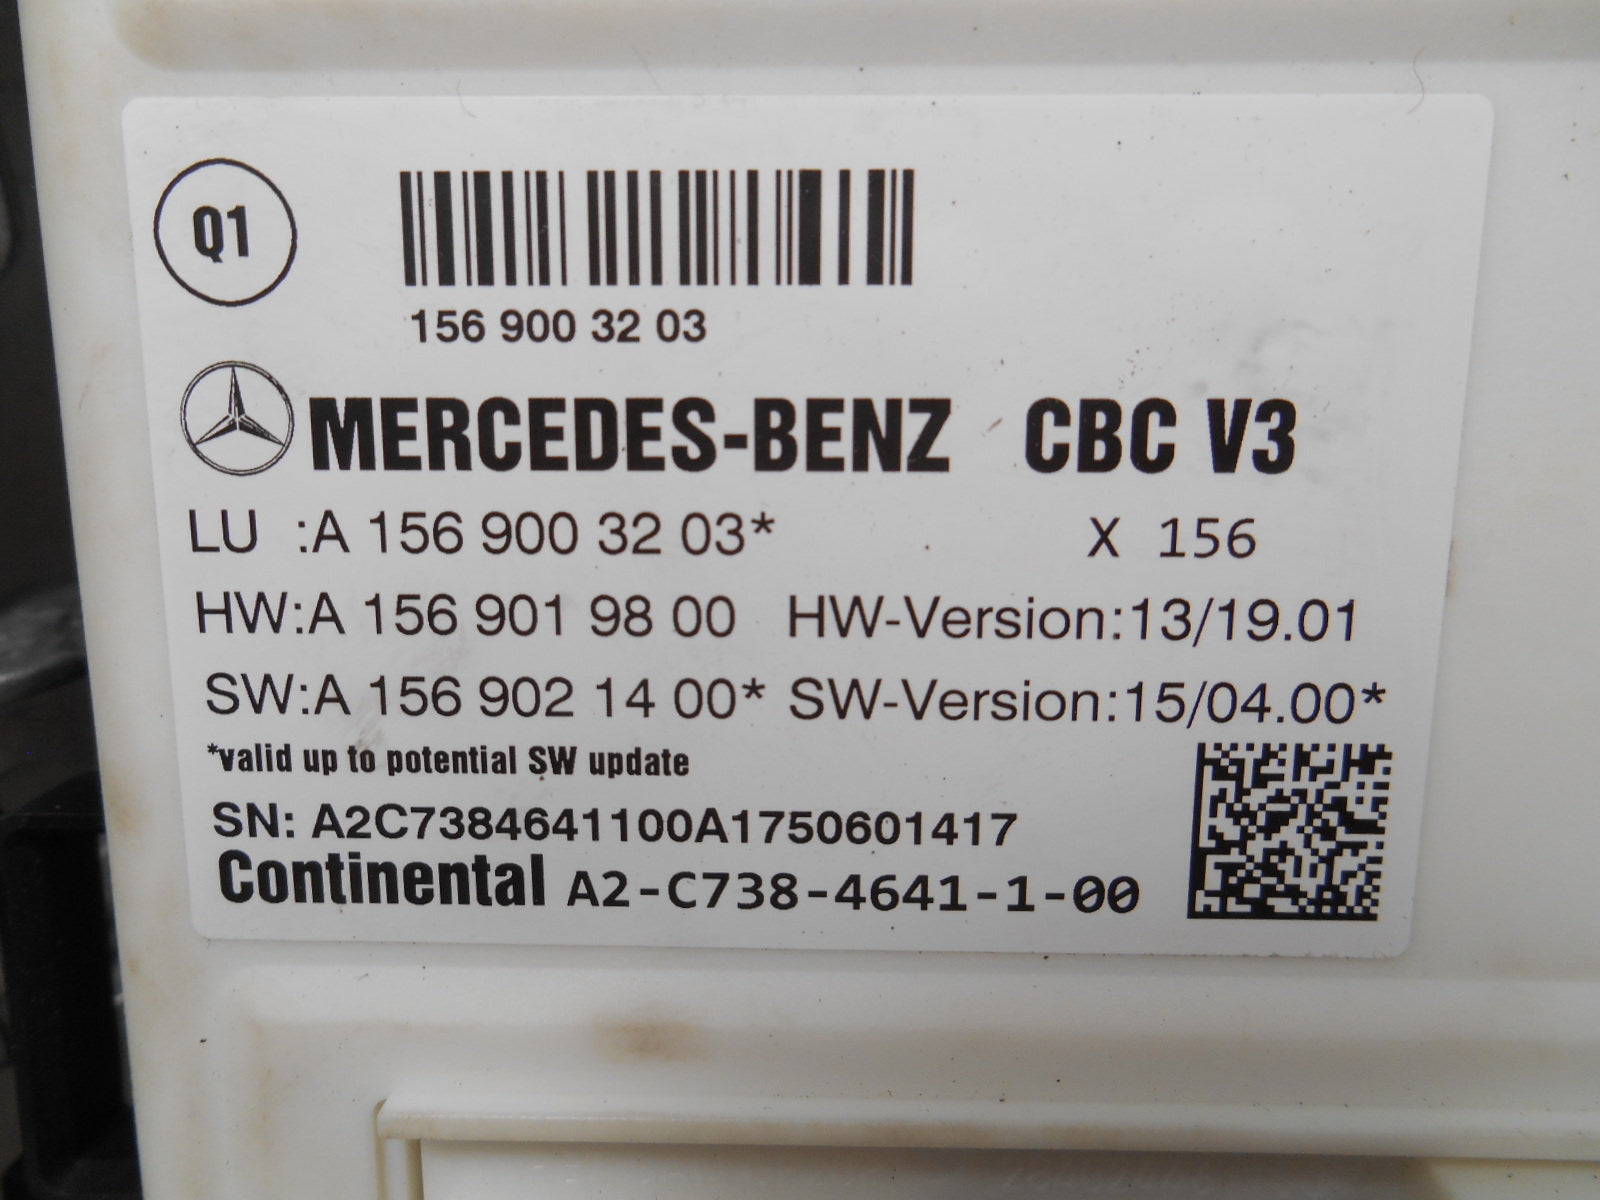 Q1
156 900 32 03
MERCEDES-BENZ CBC V3
LU :A 156 900 32 03* X 156
HW:A 156 901 98 00 HW-Version:13/19.01
SW:A 156 902 14 00* SW-Version:15/04.00*
*valid up to potential SW update
SN: A2C7384641100A1750601417
Continental A2-C738-4641-1-00